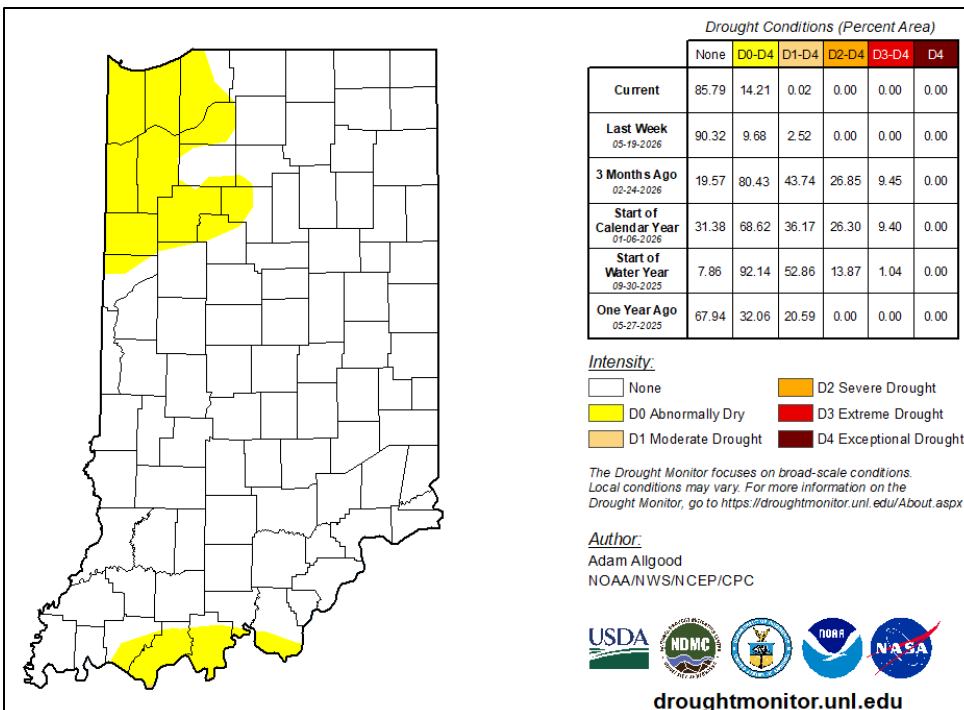 Drought Conditions (Percent Area)
None D0-D4 D1-D4 D2-D4 D3-D4 D4
Current 85.79 14.21 0.02 0.00 0.00 0.00
Last Week
05-19-2026
90.32 9.68 2.52 0.00 0.00 0.00
3 Months Ago
02-24-2026
19.57 80.43 43.74 26.85 9.45 0.00
Start of
Calendar Year
01-06-2026
31.38 68.62 36.17 26.30 9.40 0.00
Start of
Water Year
09-30-2025
7.86 92.14 52.86 13.87 1.04 0.00
One Year Ago
05-27-2025
67.94 32.06 20.59 0.00 0.00 0.00
Intensity:
None
D0 Abnormally Dry
D1 Moderate Drought
D2 Severe Drought
D3 Extreme Drought
D4 Exceptional Drought
The Drought Monitor focuses on broad-scale conditions.
Local conditions may vary. For more information on the
Drought Monitor, go to https://droughtmonitor.unl.edu/About.aspx
Author:
Adam Allgood
NOAA/NWS/NCEP/CPC
USDA
NDMC
NOAA
NASA
droughtmonitor.unl.edu